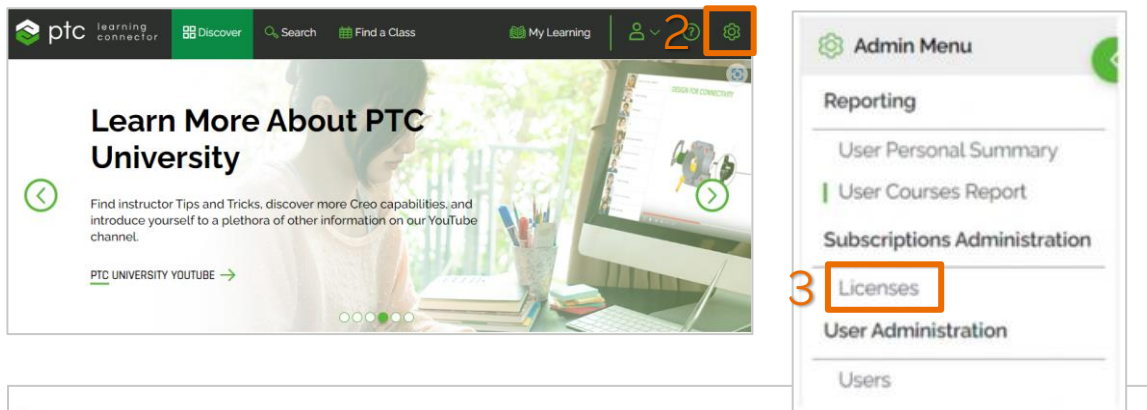 ptc learning connector Discover Search Find a Class My Learning 2 ?
DESIGN FOR CONNECTIVITY
Learn More About PTC
University
Find instructor Tips and Tricks, discover more Creo capabilities, and
introduce yourself to a plethora of other information on our YouTube
channel.
PTC UNIVERSITY YOUTUBE →
Admin Menu
Reporting
User Personal Summary
User Courses Report
Subscriptions Administration
3 Licenses
User Administration
Users